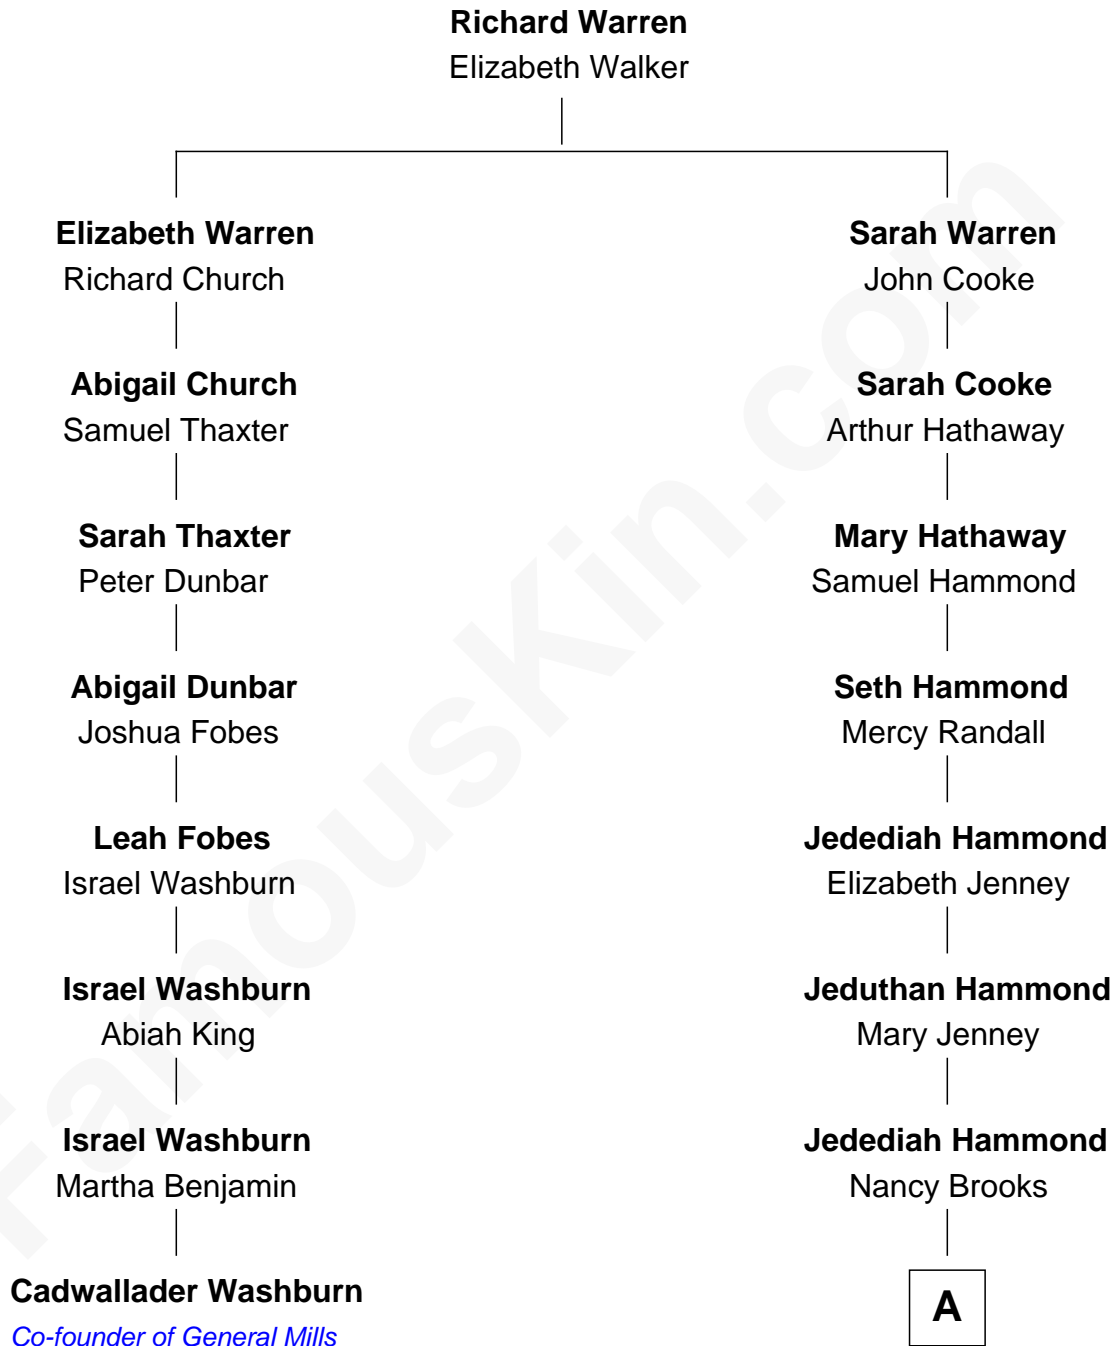 Richard Warren
Elizabeth Walker
Elizabeth Warren
Richard Church
Abigail Church
Samuel Thaxter
Sarah Thaxter
Peter Dunbar
Abigail Dunbar
Joshua Fobes
Leah Fobes
Israel Washburn
Israel Washburn
Abiah King
Israel Washburn
Martha Benjamin
Cadwallader Washburn
Co-founder of General Mills
Sarah Warren
John Cooke
Sarah Cooke
Arthur Hathaway
Mary Hathaway
Samuel Hammond
Seth Hammond
Mercy Randall
Jedediah Hammond
Elizabeth Jenney
Jeduthan Hammond
Mary Jenney
Jedediah Hammond
Nancy Brooks
A
FamousKin.com